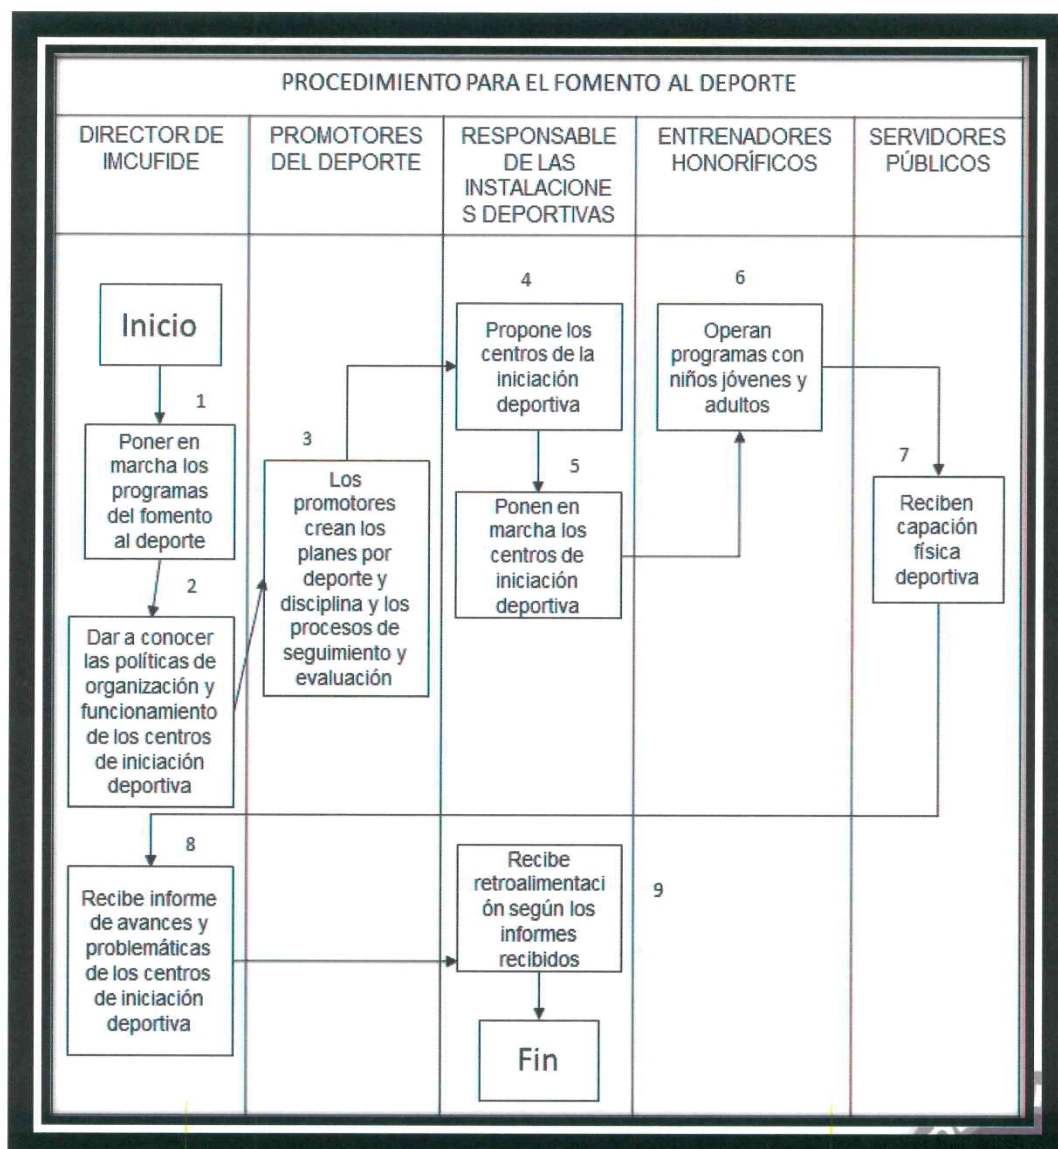 PROCEDIMIENTO PARA EL FOMENTO AL DEPORTE
DIRECTOR DE
IMCUFIDE
PROMOTORES
DEL DEPORTE
RESPONSABLE
DE LAS
INSTALACIONE
S DEPORTIVAS
ENTRENADORES
HONORÍFICOS
SERVIDORES
PÚBLICOS
Inicio
1
Poner en
marcha los
programas
del fomento
al deporte
2
Dar a conocer
las políticas de
organización y
funcionamiento
de los centros
de iniciación
deportiva
3
Los
promotores
crean los
planes por
deporte y
disciplina y los
procesos de
seguimiento y
evaluación
4
Propone los
centros de la
iniciación
deportiva
5
Ponen en
marcha los
centros de
iniciación
deportiva
6
Operan
programas con
niños jóvenes y
adultos
7
Reciben
capación
física
deportiva
8
Recibe informe
de avances y
problemáticas
de los centros
de iniciación
deportiva
9
Recibe
retroalimentaci
ón según los
informes
recibidos
Fin